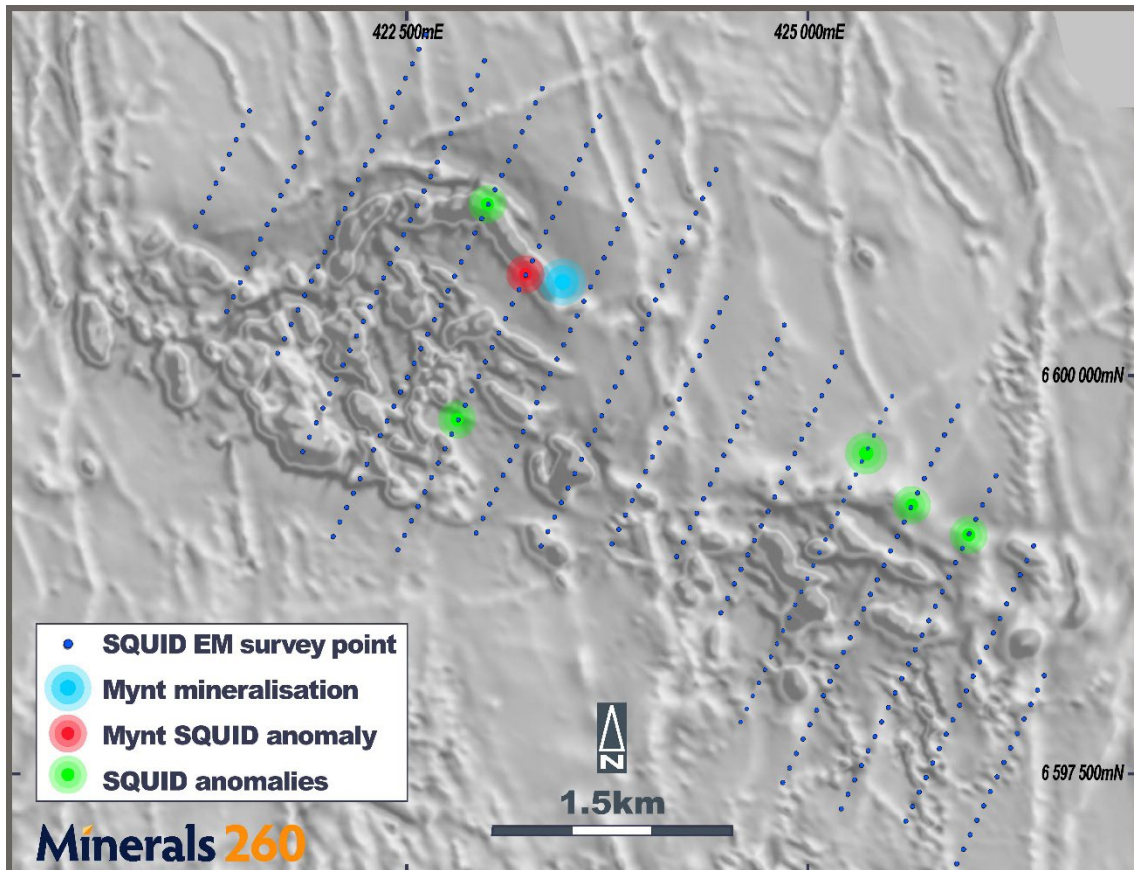 422 500mE
425 000mE
6 600 000mN
SQUID EM survey point
Mynt mineralisation
Mynt SQUID anomaly
SQUID anomalies
N
1.5km
6 597 500mN
Minerals 260